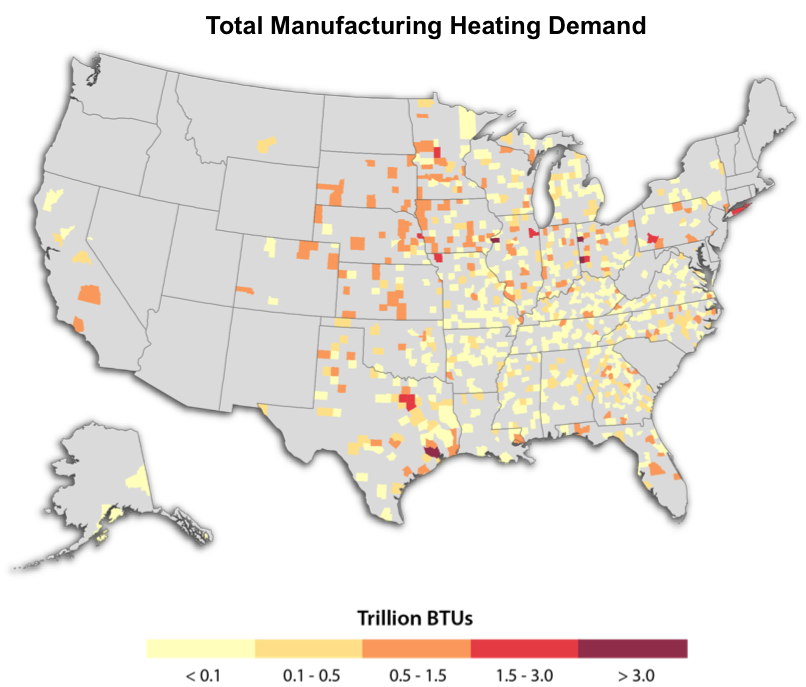 Total Manufacturing Heating Demand
Trillion BTUs
< 0.1 0.1 - 0.5 0.5 - 1.5 1.5 - 3.0 > 3.0